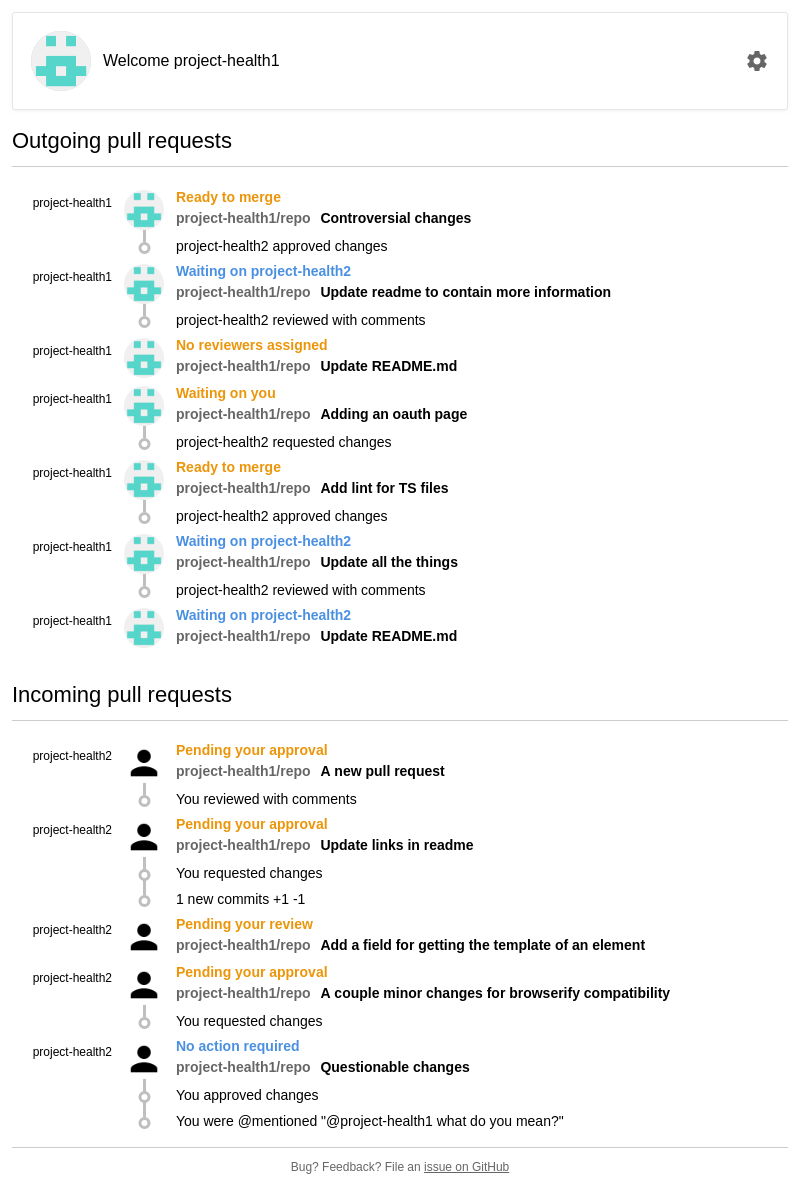 Welcome project-health1
Outgoing pull requests
project-health1
Ready to merge
project-health1/repo Controversial changes
project-health2 approved changes
project-health1
Waiting on project-health2
project-health1/repo Update readme to contain more information
project-health2 reviewed with comments
project-health1
No reviewers assigned
project-health1/repo Update README.md
project-health1
Waiting on you
project-health1/repo Adding an oauth page
project-health2 requested changes
project-health1
Ready to merge
project-health1/repo Add lint for TS files
project-health2 approved changes
project-health1
Waiting on project-health2
project-health1/repo Update all the things
project-health2 reviewed with comments
project-health1
Waiting on project-health2
project-health1/repo Update README.md
Incoming pull requests
project-health2
Pending your approval
project-health1/repo A new pull request
You reviewed with comments
project-health2
Pending your approval
project-health1/repo Update links in readme
You requested changes
1 new commits +1 -1
project-health2
Pending your review
project-health1/repo Add a field for getting the template of an element
project-health2
Pending your approval
project-health1/repo A couple minor changes for browserify compatibility
You requested changes
project-health2
No action required
project-health1/repo Questionable changes
You approved changes
You were @mentioned "@project-health1 what do you mean?"
Bug? Feedback? File an issue on GitHub